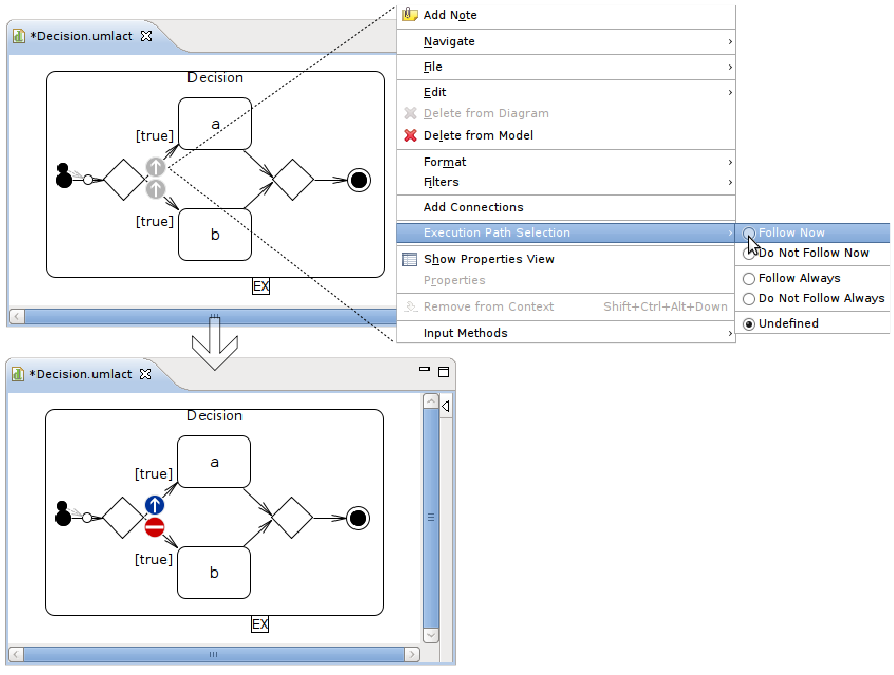 *Decision.umlact
Decision
a
[true]
[true]
b
EX
Add Note
Navigate
File
Edit
Delete from Diagram
Delete from Model
Format
Filters
Add Connections
Execution Path Selection
Show Properties View
Properties
Remove from Context Shift+Ctrl+Alt+Down
Input Methods
Follow Now
Do Not Follow Now
Follow Always
Do Not Follow Always
Undefined
*Decision.umlact
Decision
a
[true]
[true]
b
EX